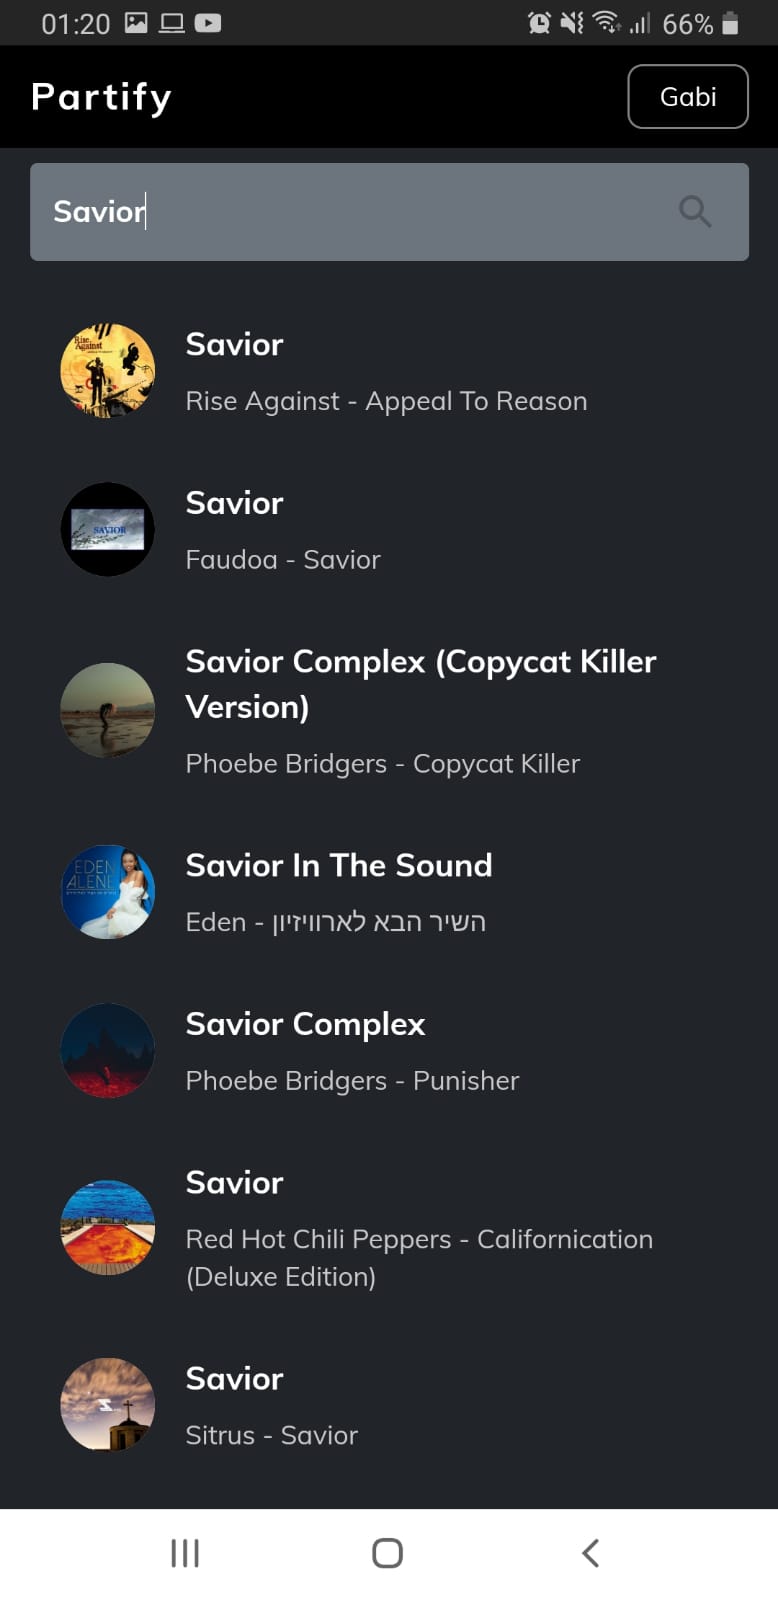 01:20 66%
Partify
Gabi
Savior
Savior
Rise Against - Appeal To Reason
Rise
Against
Savior
Faudoa - Savior
SAVIOR
Savior Complex (Copycat Killer
Version)
Phoebe Bridgers - Copycat Killer
Savior In The Sound
Eden - השיר הבא לארוויזיון
EDEN
ALENE
Savior Complex
Phoebe Bridgers - Punisher
Savior
Red Hot Chili Peppers - Californication
(Deluxe Edition)
Savior
Sitrus - Savior